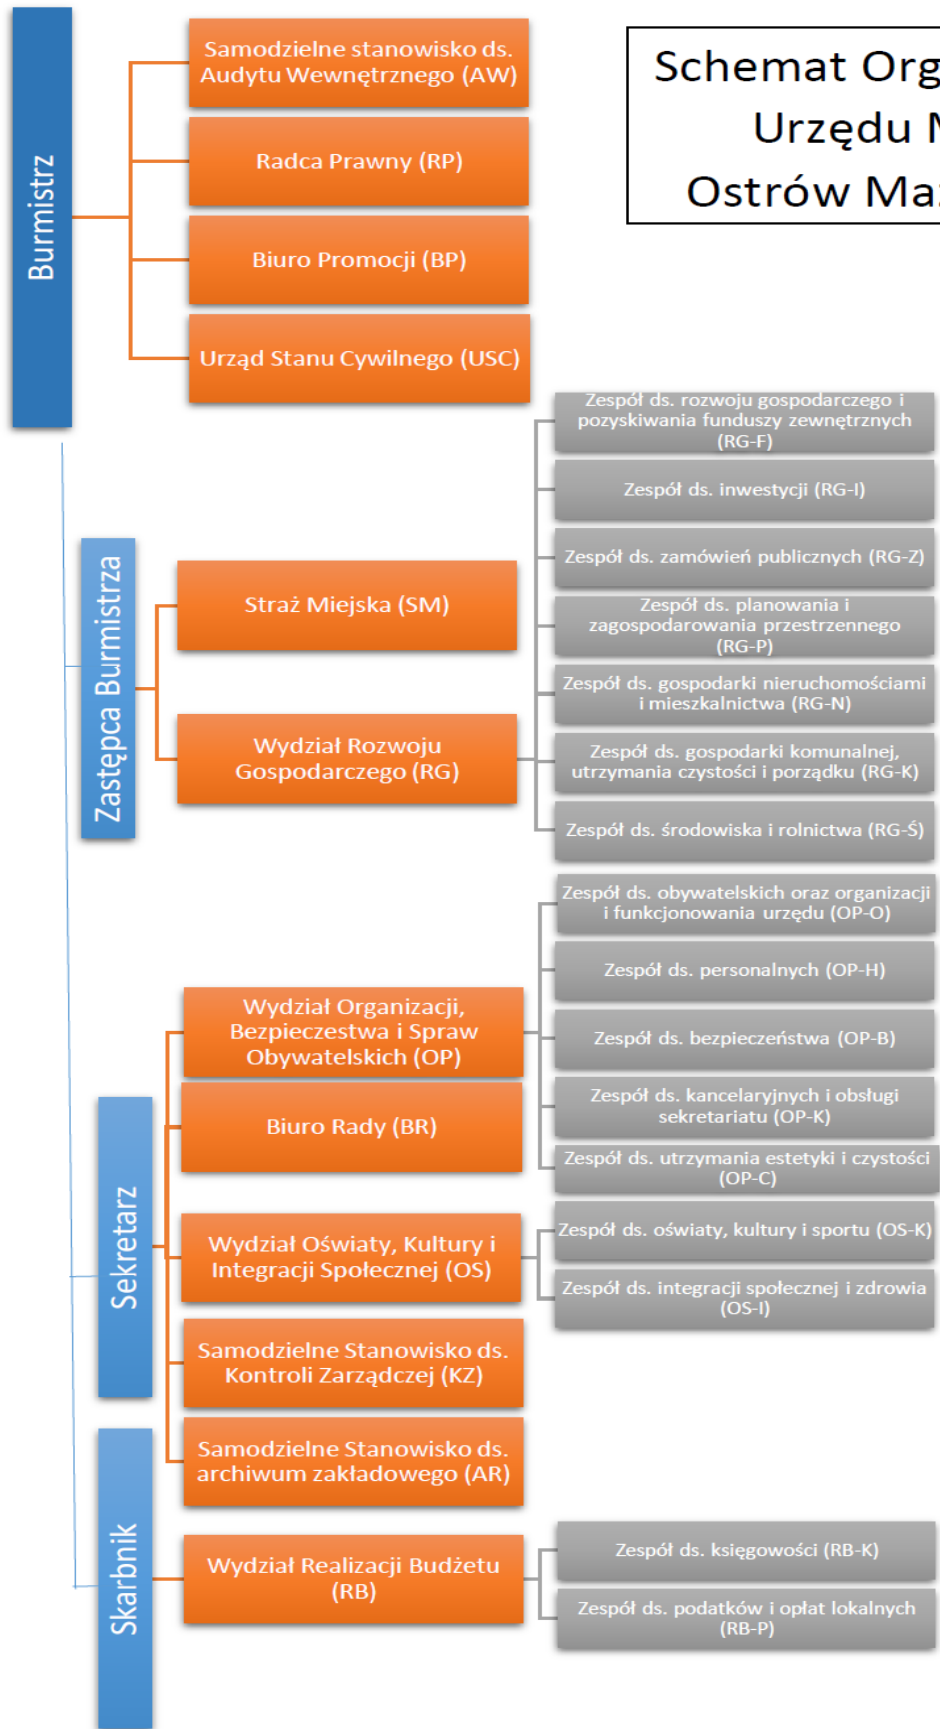 Schemat Org
Urzędu M
Ostrów Maz
Burmistrz
Samodzielne stanowisko ds.
Audytu Wewnętrznego (AW)
Radca Prawny (RP)
Biuro Promocji (BP)
Urząd Stanu Cywilnego (USC)
Zastępca Burmistrza
Straż Miejska (SM)
Wydział Rozwoju
Gospodarczego (RG)
Zespół ds. rozwoju gospodarczego i
pozyskiwania funduszy zewnętrznych
(RG-F)
Zespół ds. inwestycji (RG-I)
Zespół ds. zamówień publicznych (RG-Z)
Zespół ds. planowania i
zagospodarowania przestrzennego
(RG-P)
Zespół ds. gospodarki nieruchomościami
i mieszkalnictwa (RG-N)
Zespół ds. gospodarki komunalnej,
utrzymania czystości i porządku (RG-K)
Zespół ds. środowiska i rolnictwa (RG-Ś)
Sekretarz
Wydział Organizacji,
Bezpieczestwa i Spraw
Obywatelskich (OP)
Zespół ds. obywatelskich oraz organizacji
i funkcjonowania urzędu (OP-O)
Zespół ds. personalnych (OP-H)
Zespół ds. bezpieczeństwa (OP-B)
Zespół ds. kancelaryjnych i obsługi
sekretariatu (OP-K)
Zespół ds. utrzymania estetyki i czystości
(OP-C)
Biuro Rady (BR)
Wydział Oświaty, Kultury i
Integracji Społecznej (OS)
Zespół ds. oświaty, kultury i sportu (OS-K)
Zespół ds. integracji społecznej i zdrowia
(OS-I)
Samodzielne Stanowisko ds.
Kontroli Zarządczej (KZ)
Samodzielne Stanowisko ds.
archiwum zakładowego (AR)
Skarbnik
Wydział Realizacji Budżetu
(RB)
Zespół ds. księgowości (RB-K)
Zespół ds. podatków i opłat lokalnych
(RB-P)